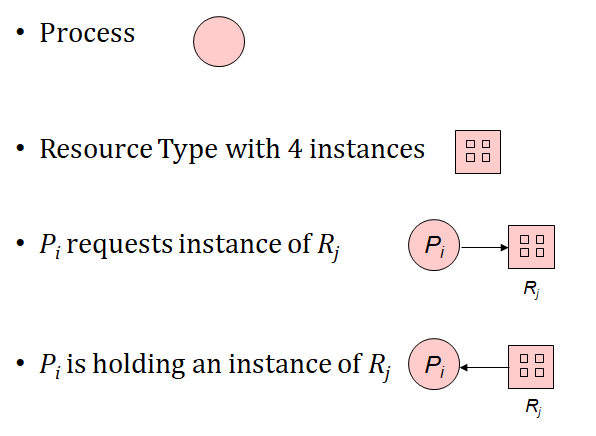 • Process
• Resource Type with 4 instances
• Pi requests instance of Rj
Pi
Rj
• Pi is holding an instance of Rj
Pi
Rj